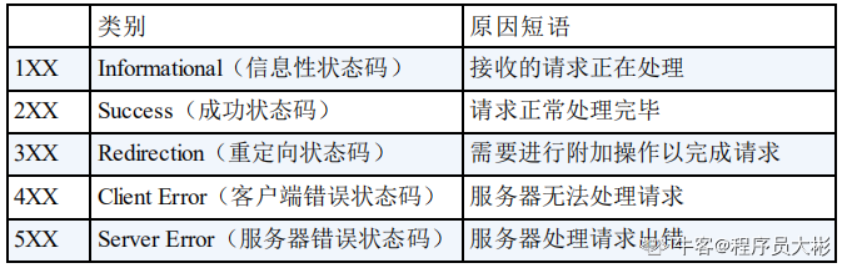 类别 原因短语
1XX Informational（信息性状态码） 接收的请求正在处理
2XX Success（成功状态码） 请求正常处理完毕
3XX Redirection（重定向状态码） 需要进行附加操作以完成请求
4XX Client Error（客户端错误状态码） 服务器无法处理请求
5XX Server Error（服务器错误状态码） 服务器处理请求出错
牛客@程序员大彬